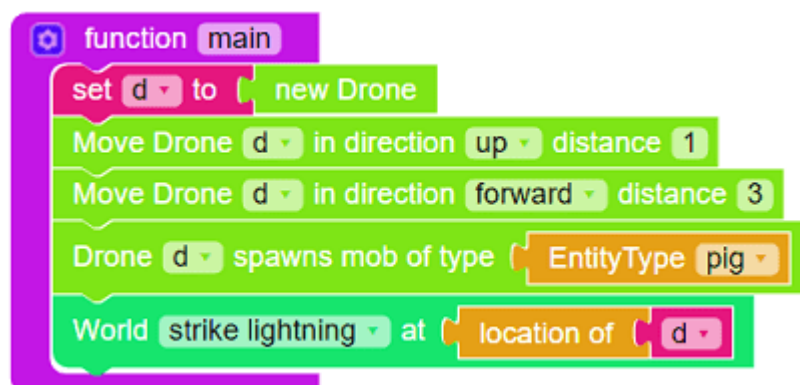 function main
set d to new Drone
Move Drone d in direction up distance 1
Move Drone d in direction forward distance 3
Drone d spawns mob of type EntityType pig
World strike lightning at location of d